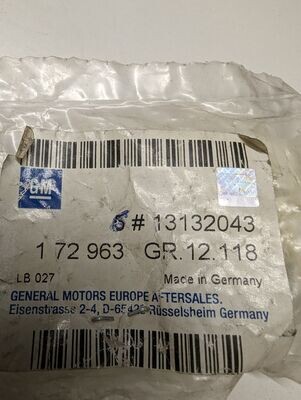 GM
# 13132043
1 72 963 GR.12.118
LB 027 Made in Germany
GENERAL MOTORS EUROPE AFTERSALES.
Eisenstrasse 2-4, Rüsselsheim Germany